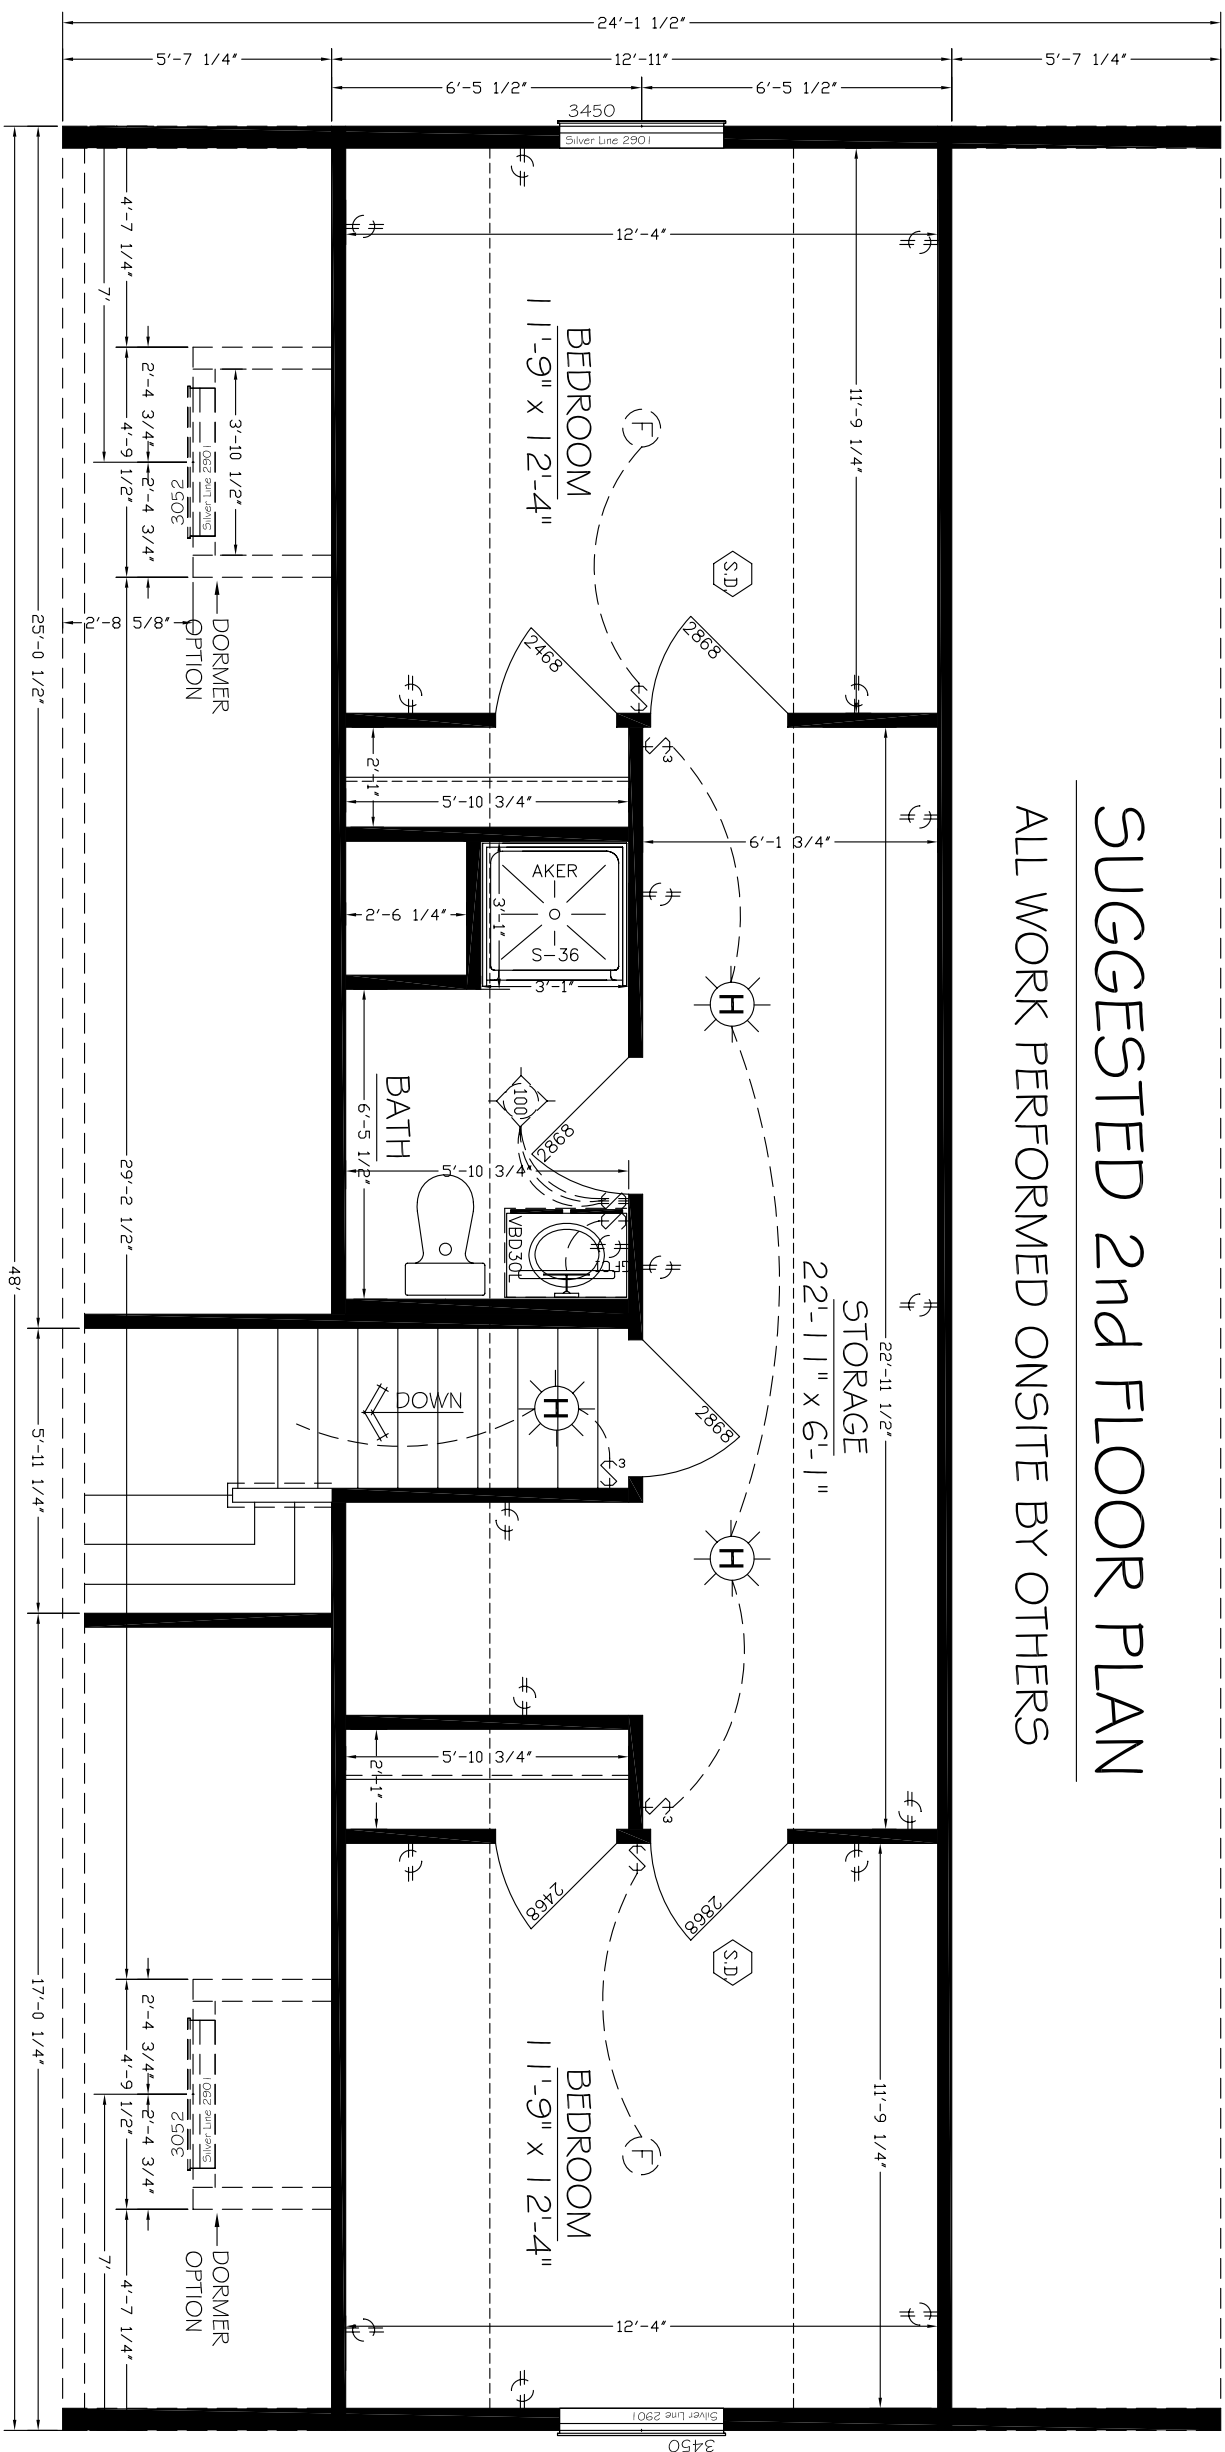 SUGGESTED 2nd FLOOR PLAN
ALL WORK PERFORMED ONSITE BY OTHERS
24'-1 1/2"
5'-7 1/4"
12'-11"
5'-7 1/4"
6'-5 1/2"
6'-5 1/2"
3450
Silver Line 2901
12'-4"
11'-9 1/4"
BEDROOM
11'-9" x 12'-4"
F
S.D.
2468
2868
4'-7 1/4"
7'
2'-4 3/4"
2'-4 3/4"
4'-9 1/2"
3'-10 1/2"
3052
Silver Line 2901
DORMER
OPTION
2'-8 5/8"
25'-0 1/2"
29'-2 1/2"
48'
5'-11 1/4"
17'-0 1/4"
2'-1"
5'-10 3/4"
3
6'-1 3/4"
2'-6 1/4"
AKER
S-36
3'-1"
3'-1"
H
BATH
6'-5 1/2"
5'-10 3/4"
100
2868
VBD30L
GFI
STORAGE
22'-11" x 6'-1"
22'-11 1/2"
DOWN
H
3
2868
H
5'-10 3/4"
2'-1"
3
2468
2868
S.D.
BEDROOM
11'-9" x 12'-4"
F
11'-9 1/4"
12'-4"
2'-4 3/4"
2'-4 3/4"
4'-9 1/2"
3052
Silver Line 2901
DORMER
OPTION
7'
4'-7 1/4"
Silver Line 2901
3450